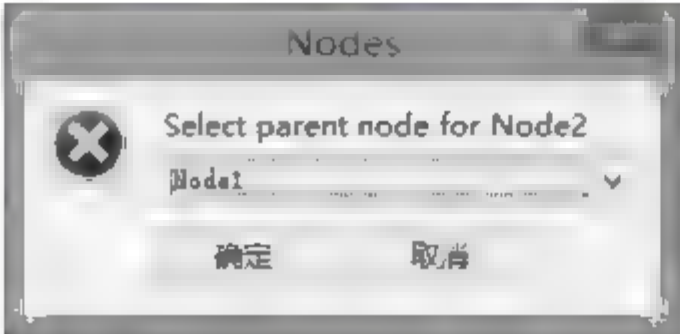 Nodes
Select parent node for Node2
Node1
确定
取消